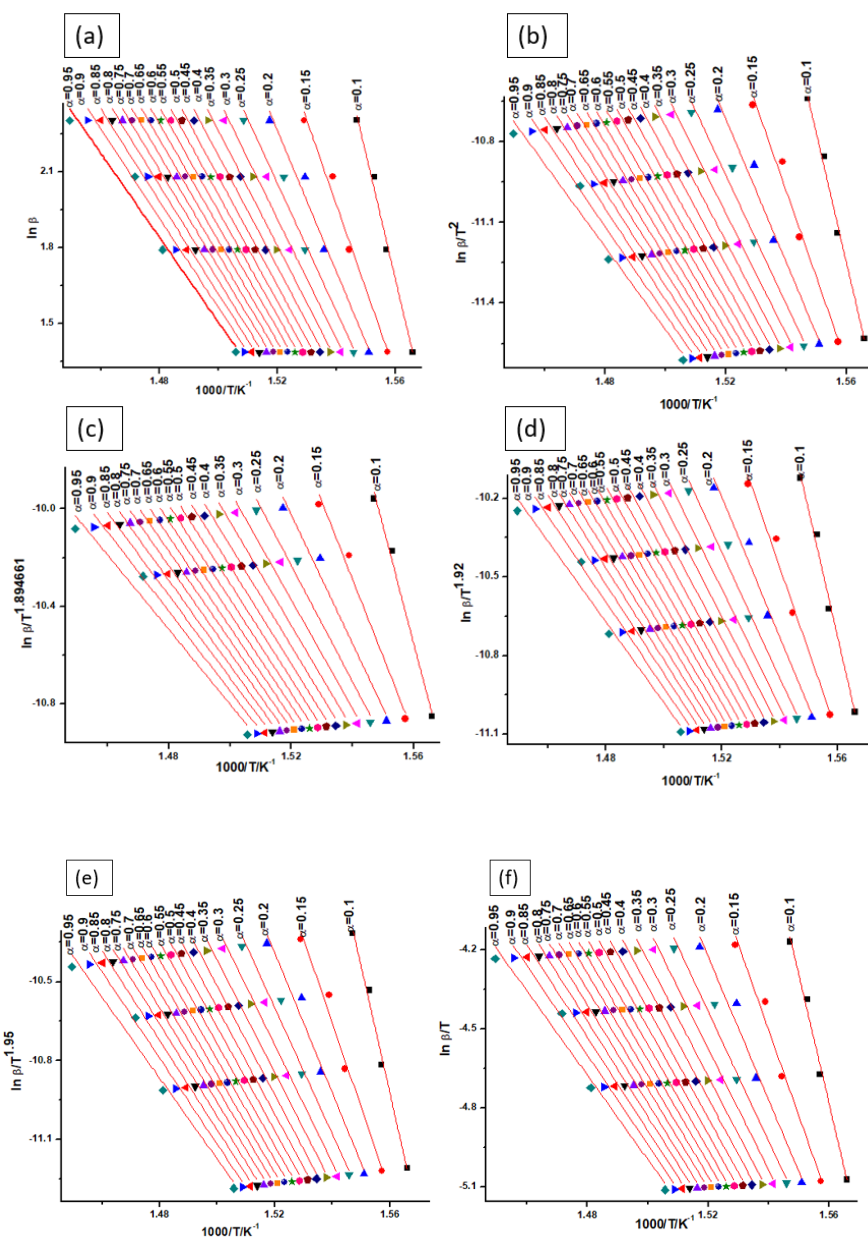 (a)
α=0.95
α=0.9
α=0.85
α=0.8
α=0.75
α=0.7
α=0.65
α=0.6
α=0.55
α=0.5
α=0.45
α=0.4
α=0.35
α=0.3
α=0.25
α=0.2
α=0.15
α=0.1
2.1
1.8
1.5
ln β
1.48
1.52
1.56
1000/T/K⁻¹
(b)
α=0.95
α=0.9
α=0.85
α=0.8
α=0.75
α=0.7
α=0.65
α=0.6
α=0.55
α=0.5
α=0.45
α=0.4
α=0.35
α=0.3
α=0.25
α=0.2
α=0.15
α=0.1
-10.8
-11.1
-11.4
ln β/T²
1.48
1.52
1.56
1000/T/K⁻¹
(c)
α=0.95
α=0.9
α=0.85
α=0.8
α=0.75
α=0.7
α=0.65
α=0.6
α=0.55
α=0.5
α=0.45
α=0.4
α=0.35
α=0.3
α=0.25
α=0.2
α=0.15
α=0.1
-10.0
-10.4
-10.8
ln β/T^1.894661
1.48
1.52
1.56
1000/T/K⁻¹
(d)
α=0.95
α=0.9
α=0.85
α=0.8
α=0.75
α=0.7
α=0.65
α=0.6
α=0.55
α=0.5
α=0.45
α=0.4
α=0.35
α=0.3
α=0.25
α=0.2
α=0.15
α=0.1
-10.2
-10.5
-10.8
-11.1
ln β/T^1.92
1.48
1.52
1.56
1000/T/K⁻¹
(e)
α=0.95
α=0.9
α=0.85
α=0.8
α=0.75
α=0.7
α=0.65
α=0.6
α=0.55
α=0.5
α=0.45
α=0.4
α=0.35
α=0.3
α=0.25
α=0.2
α=0.15
α=0.1
-10.5
-10.8
-11.1
ln β/T^1.95
1.48
1.52
1.56
1000/T/K⁻¹
(f)
α=0.95
α=0.9
α=0.85
α=0.8
α=0.75
α=0.7
α=0.65
α=0.6
α=0.55
α=0.5
α=0.45
α=0.4
α=0.35
α=0.3
α=0.25
α=0.2
α=0.15
α=0.1
-4.2
-4.5
-4.8
-5.1
ln β/T
1.48
1.52
1.56
1000/T/K⁻¹